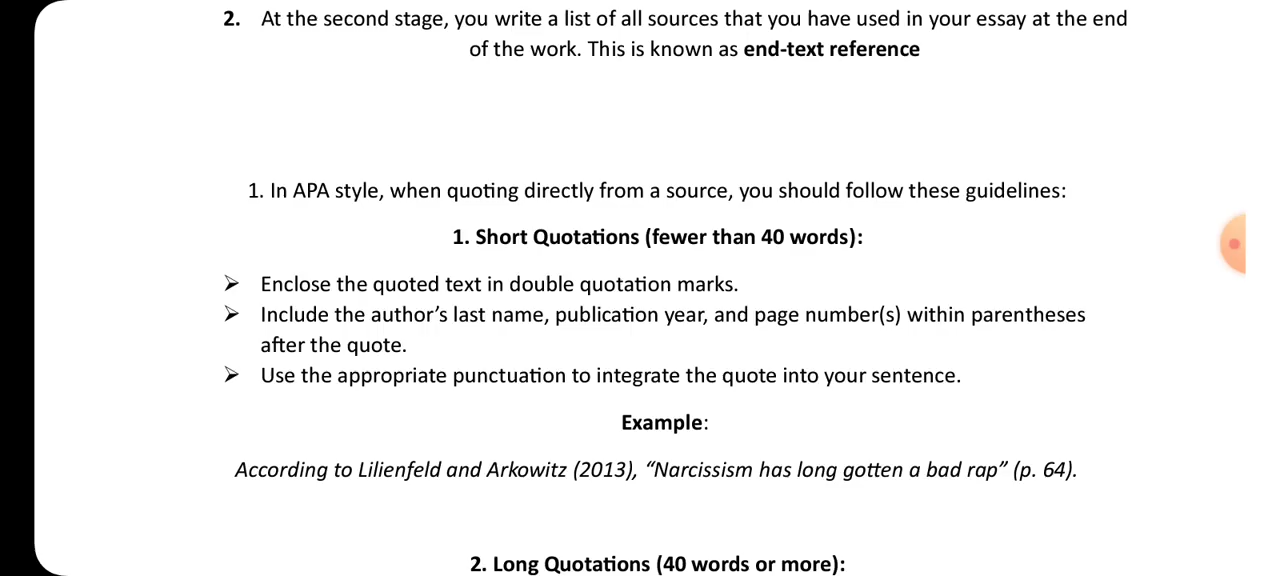 2. At the second stage, you write a list of all sources that you have used in your essay at the end
of the work. This is known as end-text reference
1. In APA style, when quoting directly from a source, you should follow these guidelines:
1. Short Quotations (fewer than 40 words):
➢ Enclose the quoted text in double quotation marks.
➢ Include the author’s last name, publication year, and page number(s) within parentheses
after the quote.
➢ Use the appropriate punctuation to integrate the quote into your sentence.
Example:
According to Lilienfeld and Arkowitz (2013), “Narcissism has long gotten a bad rap” (p. 64).
2. Long Quotations (40 words or more):